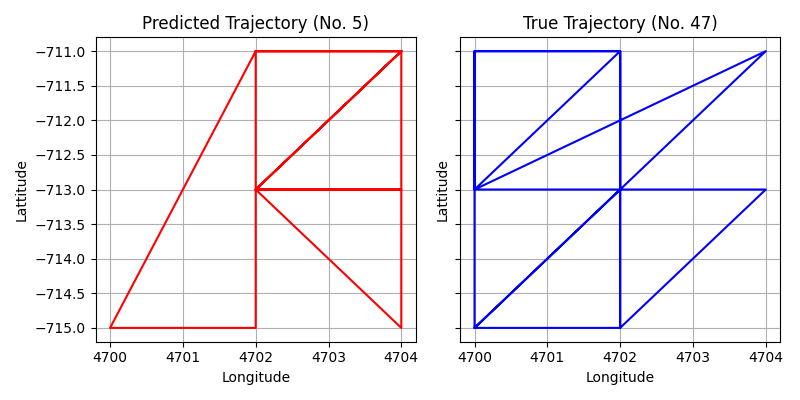 Predicted Trajectory (No. 5)
True Trajectory (No. 47)
−711.0
−711.5
−712.0
−712.5
−713.0
−713.5
−714.0
−714.5
−715.0
Lattitude
Lattitude
4700 4701 4702 4703 4704
4700 4701 4702 4703 4704
Longitude
Longitude